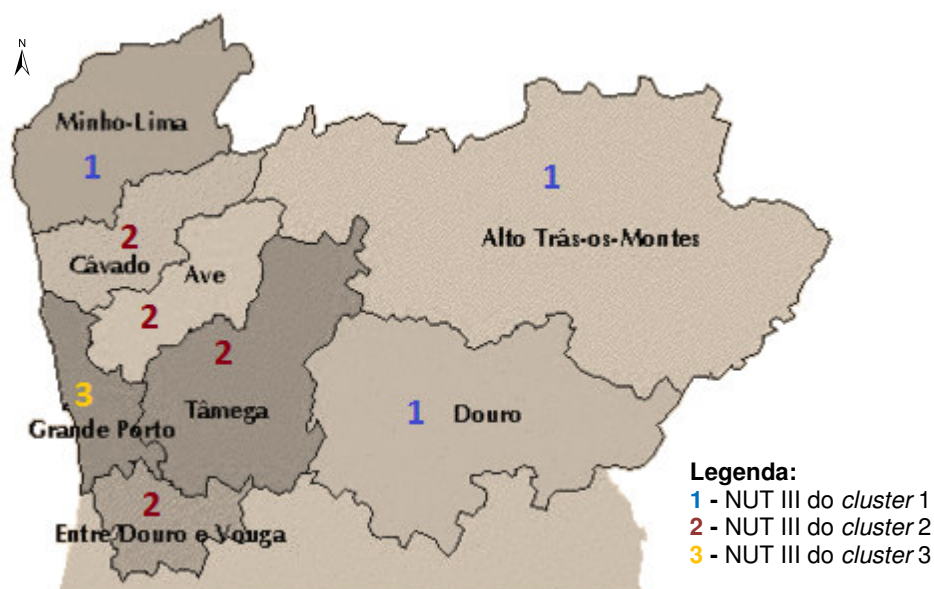 N
Minho-Lima
1
1
2
Cávado
Alto Trás-os-Montes
Ave
2
2
3
Tâmega
1 Douro
Grande Porto
2
Entre Douro e Vouga
Legenda:
1 - NUT III do cluster 1
2 - NUT III do cluster 2
3 - NUT III do cluster 3